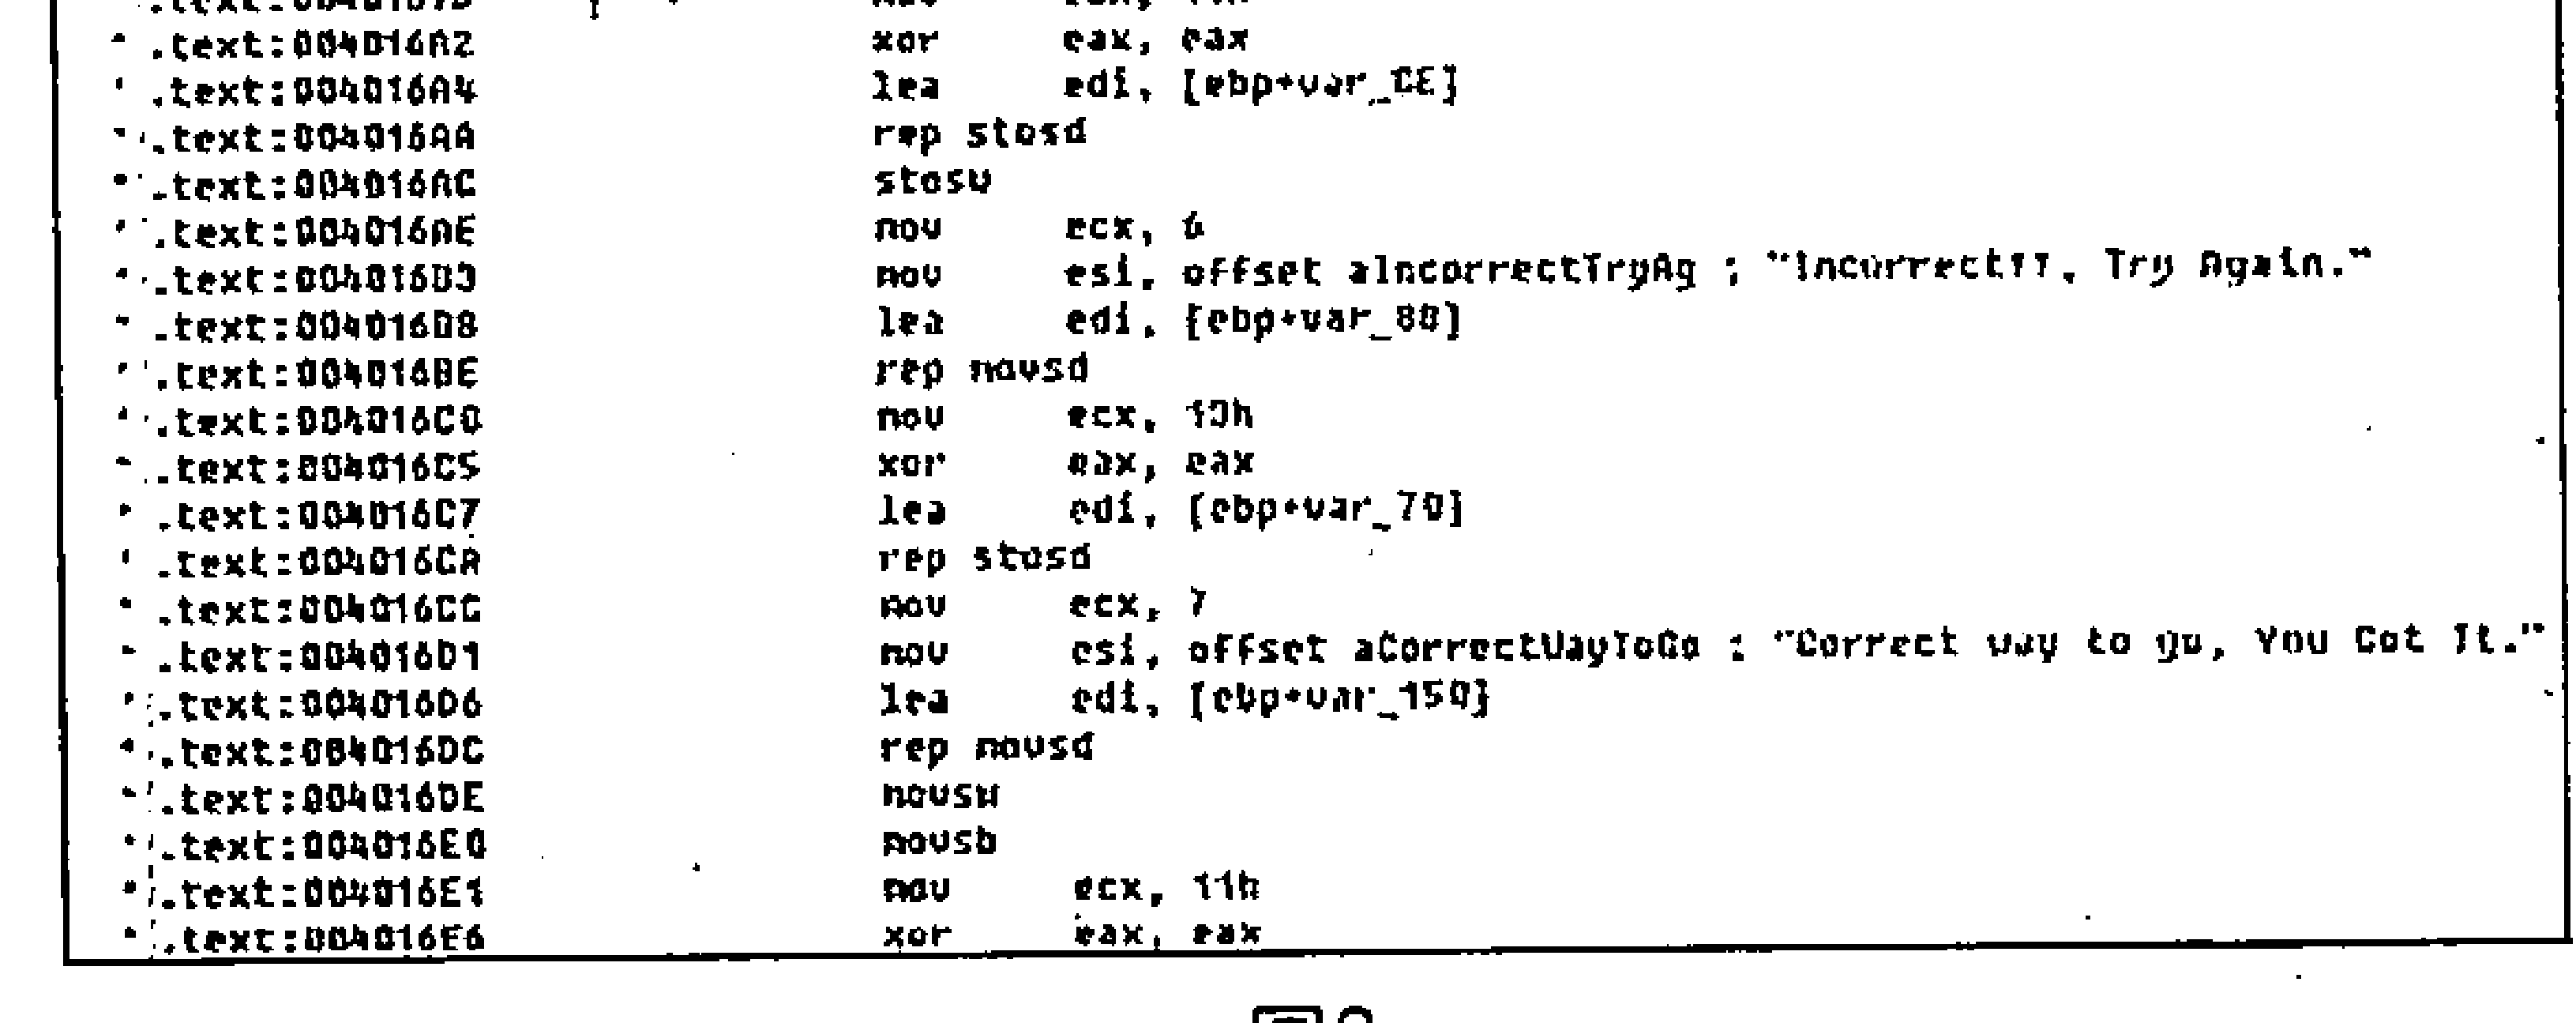 .text:004016A2 xor eax, eax
.text:004016A4 lea edi, [ebp+var_CE]
.text:004016AA rep stosd
.text:004016AC stosw
.text:004016AE mov ecx, 6
.text:004016B3 mov esi, offset aIncorrectTryAg ; "Incorrect!!, Try Again."
.text:004016B8 lea edi, [ebp+var_88]
.text:004016BE rep movsd
.text:004016C0 mov ecx, 13h
.text:004016C5 xor eax, eax
.text:004016C7 lea edi, [ebp+var_70]
.text:004016CA rep stosd
.text:004016CC mov ecx, 7
.text:004016D1 mov esi, offset aCorrectWayToGo ; "Correct way to go, You Got It."
.text:004016D6 lea edi, [ebp+var_150]
.text:004016DC rep movsd
.text:004016DE movsw
.text:004016E0 movsb
.text:004016E1 mov ecx, 11h
.text:004016E6 xor eax, eax